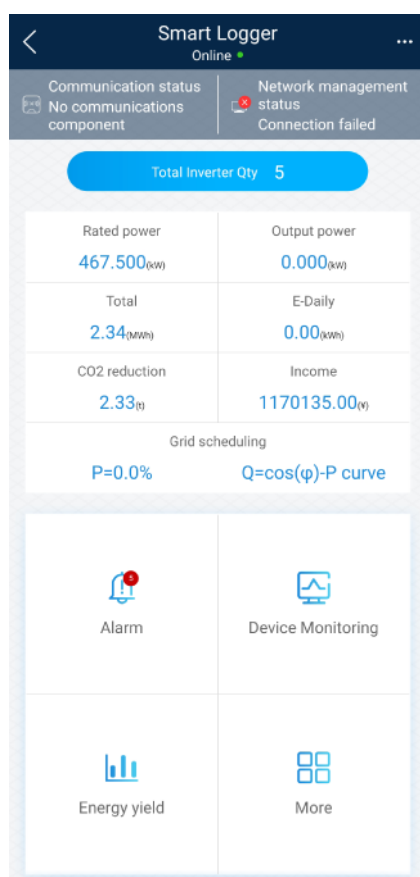 Smart Logger
Online
Communication status
No communications
component
Network management
status
Connection failed
Total Inverter Qty 5
Rated power
467.500(kW)
Output power
0.000(kW)
Total
2.34(MWh)
E-Daily
0.00(kWh)
CO2 reduction
2.33(t)
Income
1170135.00(¥)
Grid scheduling
P=0.0%
Q=cos(φ)-P curve
5
Alarm
Device Monitoring
Energy yield
More